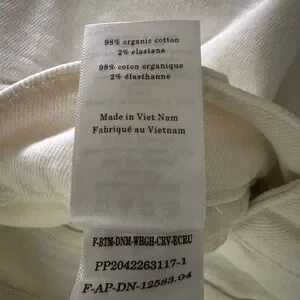 98% organic cotton
2% elastane
98% coton organique
2% élasthanne
Made in Viet Nam
Fabriqué au Vietnam
F-BTM-DNM-WHGH-CRV-ECRU
PP2042263117-1
F-AP-DN-12583.04